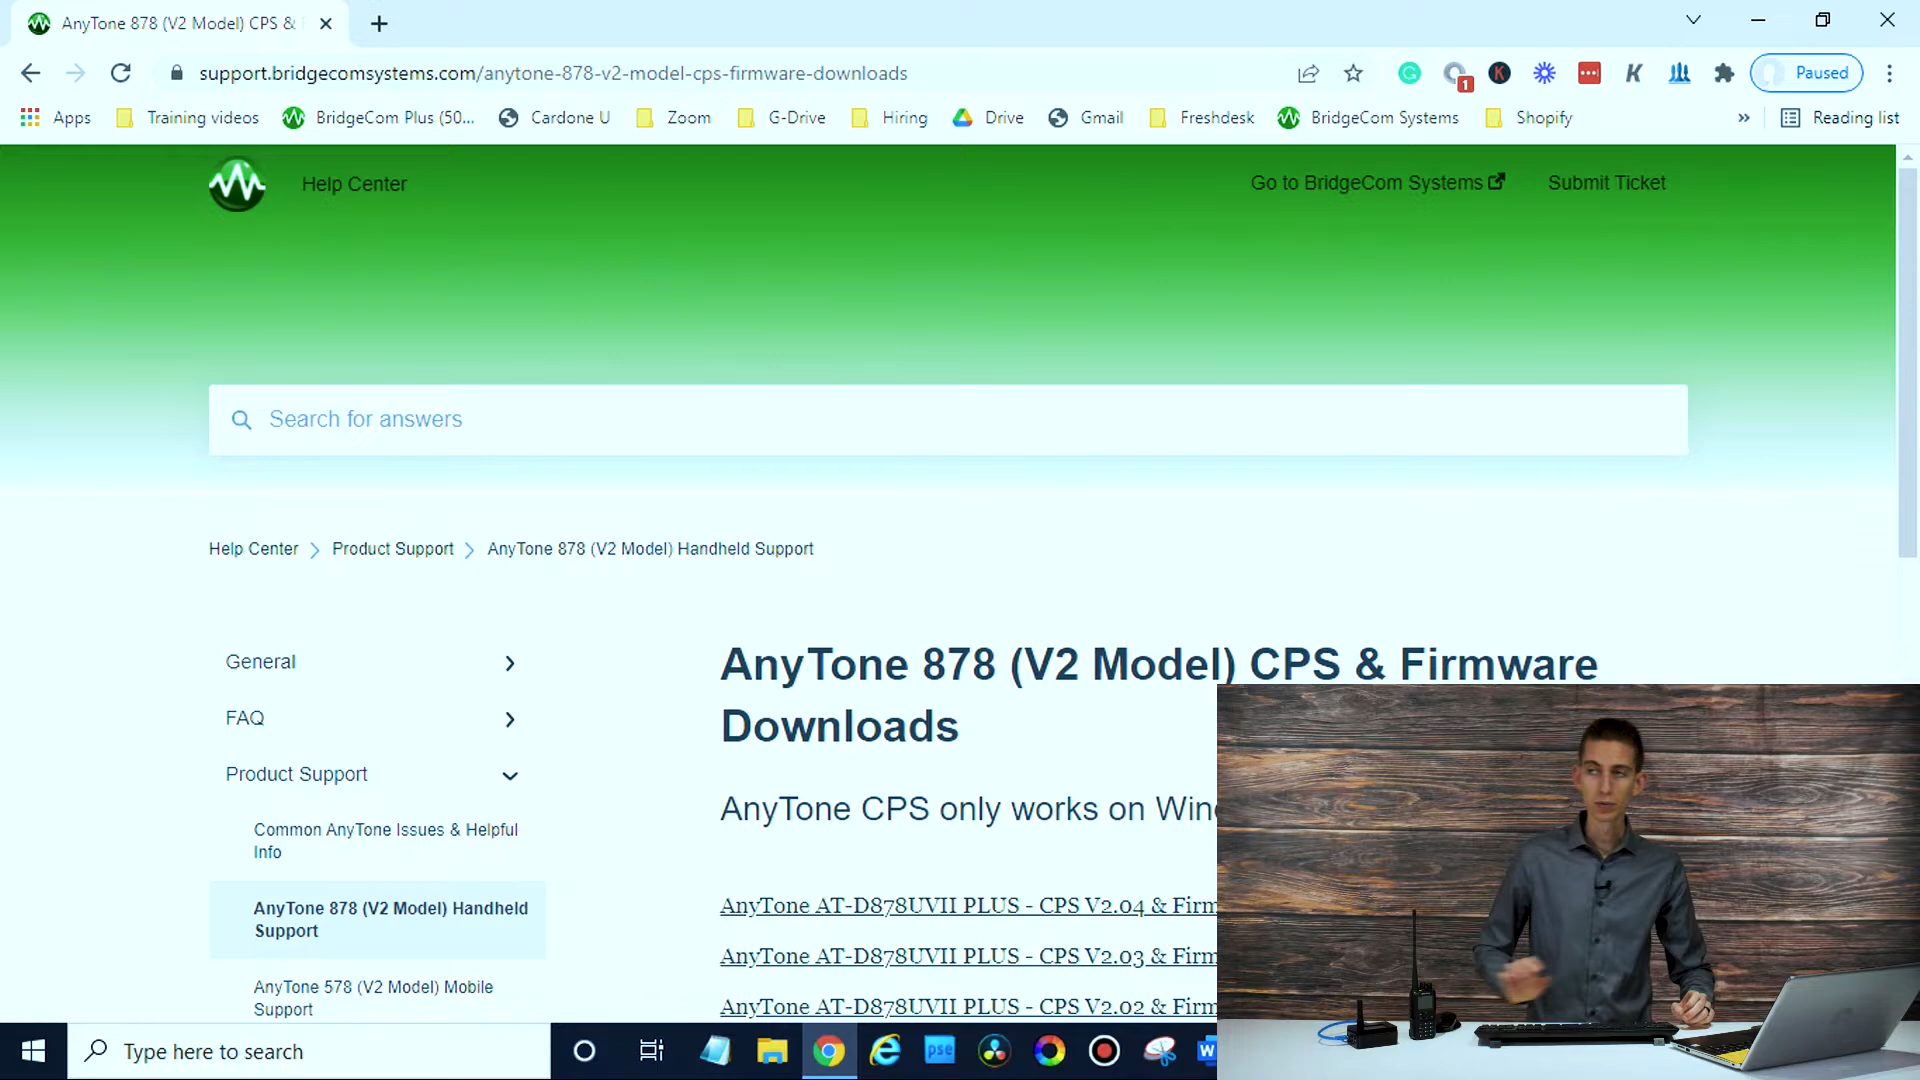 AnyTone 878 (V2 Model) CPS &
support.bridgecomsystems.com/anytone-878-v2-model-cps-firmware-downloads
1
K
K
Paused
Apps
Training videos
BridgeCom Plus (50...
Cardone U
Zoom
G-Drive
Hiring
Drive
Gmail
Freshdesk
BridgeCom Systems
Shopify
»
Reading list
Help Center
Go to BridgeCom Systems
Submit Ticket
Search for answers
Help Center > Product Support > AnyTone 878 (V2 Model) Handheld Support
General
FAQ
Product Support
Common AnyTone Issues & Helpful
Info
AnyTone 878 (V2 Model) Handheld
Support
AnyTone 578 (V2 Model) Mobile
Support
AnyTone 878 (V2 Model) CPS & Firmware
Downloads
AnyTone CPS only works on Win
AnyTone AT-D878UVII PLUS - CPS V2.04 & Firm
AnyTone AT-D878UVII PLUS - CPS V2.03 & Firm
AnyTone AT-D878UVII PLUS - CPS V2.02 & Firm
Type here to search
pse
W